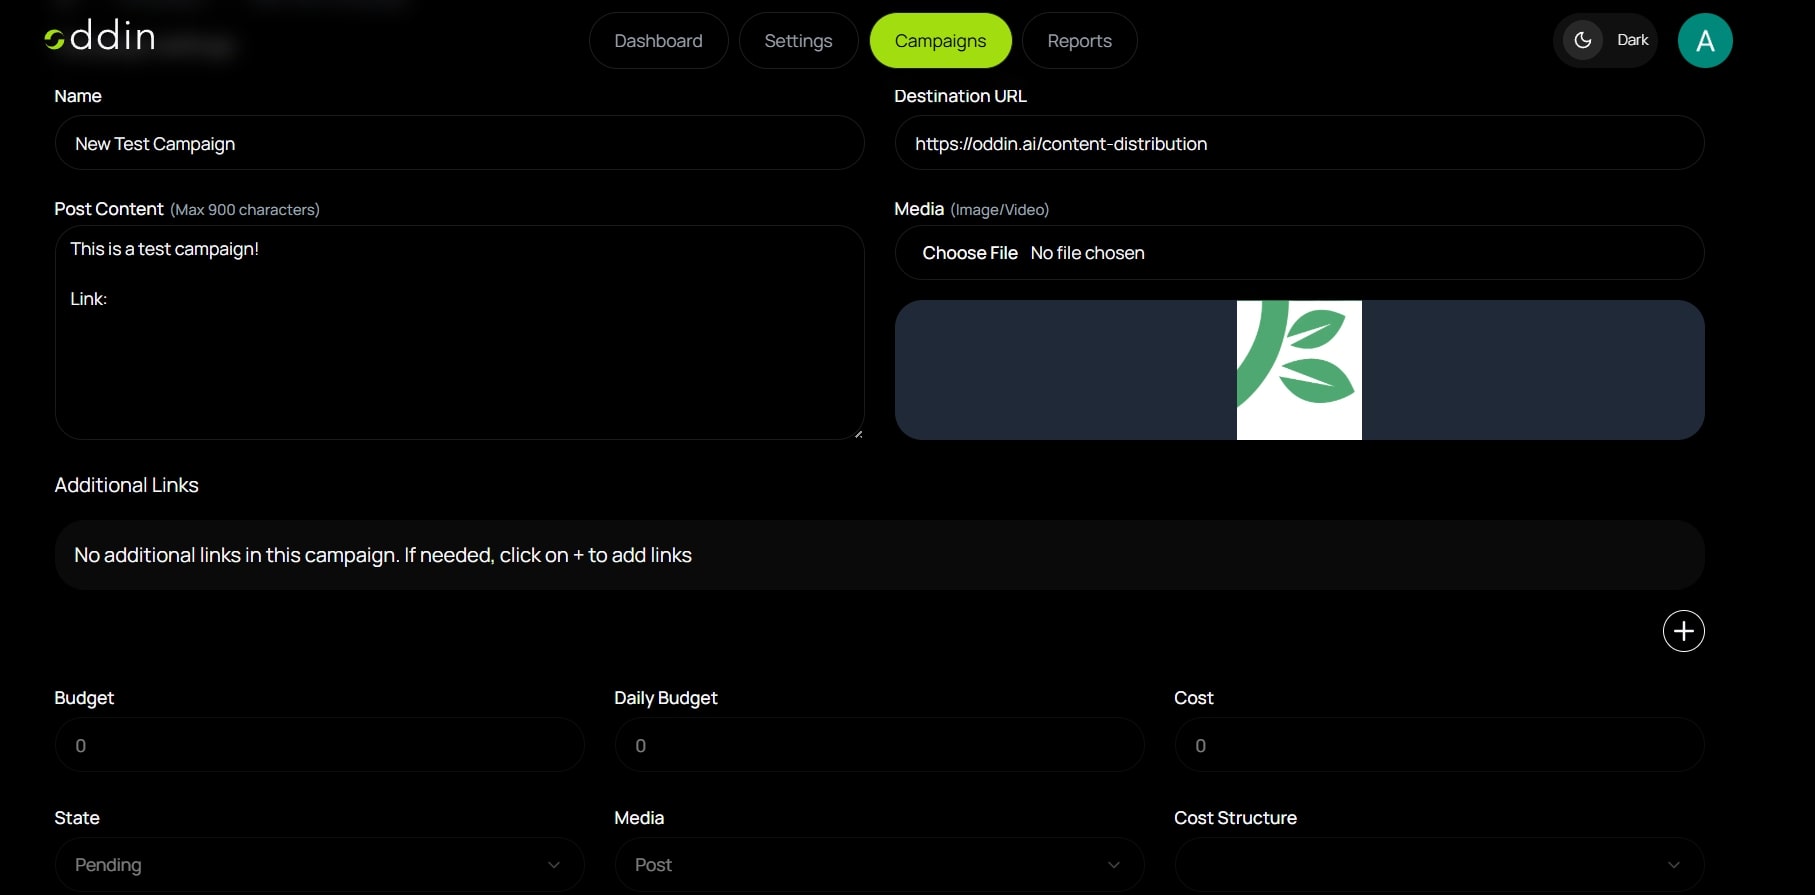 oddin
Dashboard
Settings
Campaigns
Reports
Dark
A
Name
Destination URL
New Test Campaign
https://oddin.ai/content-distribution
Post Content (Max 900 characters)
Media (Image/Video)
This is a test campaign!
Link:
Choose File No file chosen
Additional Links
No additional links in this campaign. If needed, click on + to add links
+
Budget
Daily Budget
Cost
0
0
0
State
Media
Cost Structure
Pending
Post